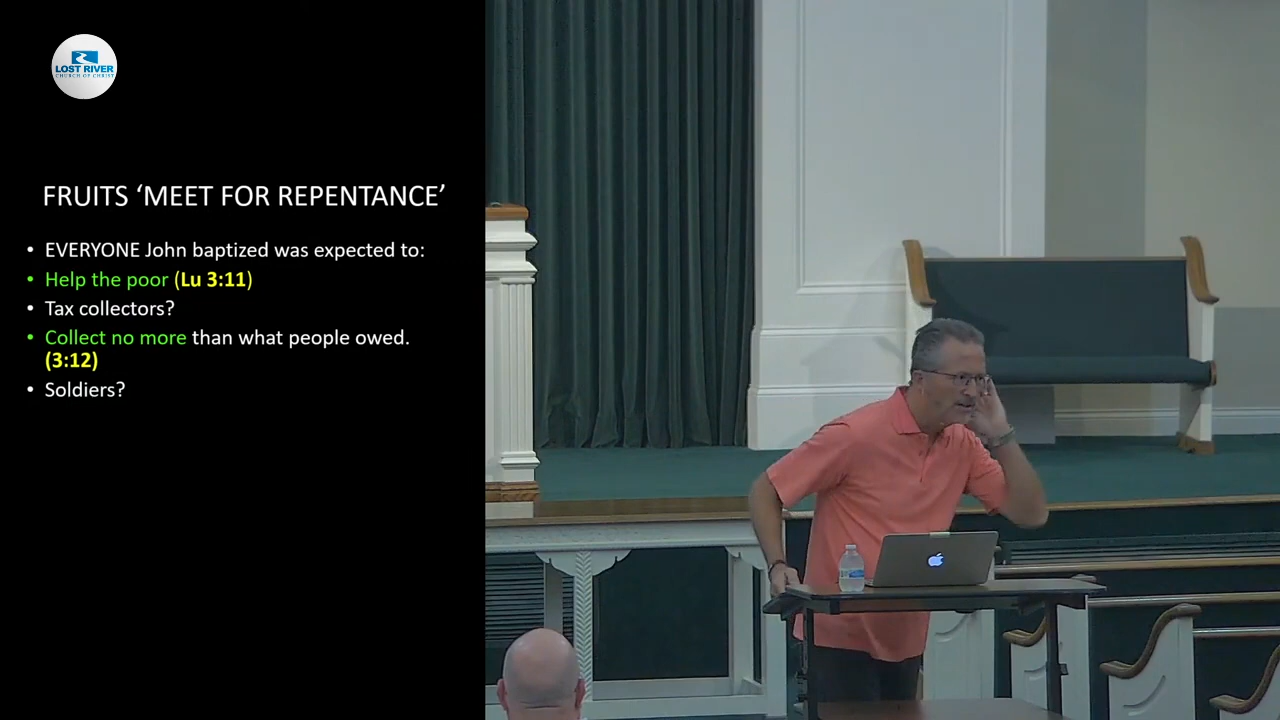 LOST RIVER
CHURCH OF CHRIST
FRUITS ‘MEET FOR REPENTANCE’
• EVERYONE John baptized was expected to:
• Help the poor (Lu 3:11)
• Tax collectors?
• Collect no more than what people owed.
(3:12)
• Soldiers?